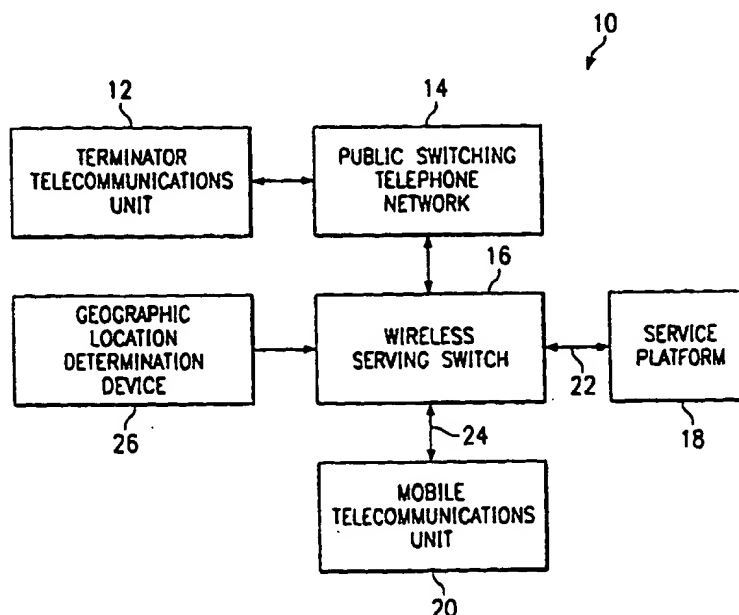 10
12
14
TERMINATOR
TELECOMMUNICATIONS
UNIT
PUBLIC SWITCHING
TELEPHONE
NETWORK
16
GEOGRAPHIC
LOCATION
DETERMINATION
DEVICE
WIRELESS
SERVING SWITCH
SERVICE
PLATFORM
22
26
24
18
MOBILE
TELECOMMUNICATIONS
UNIT
20